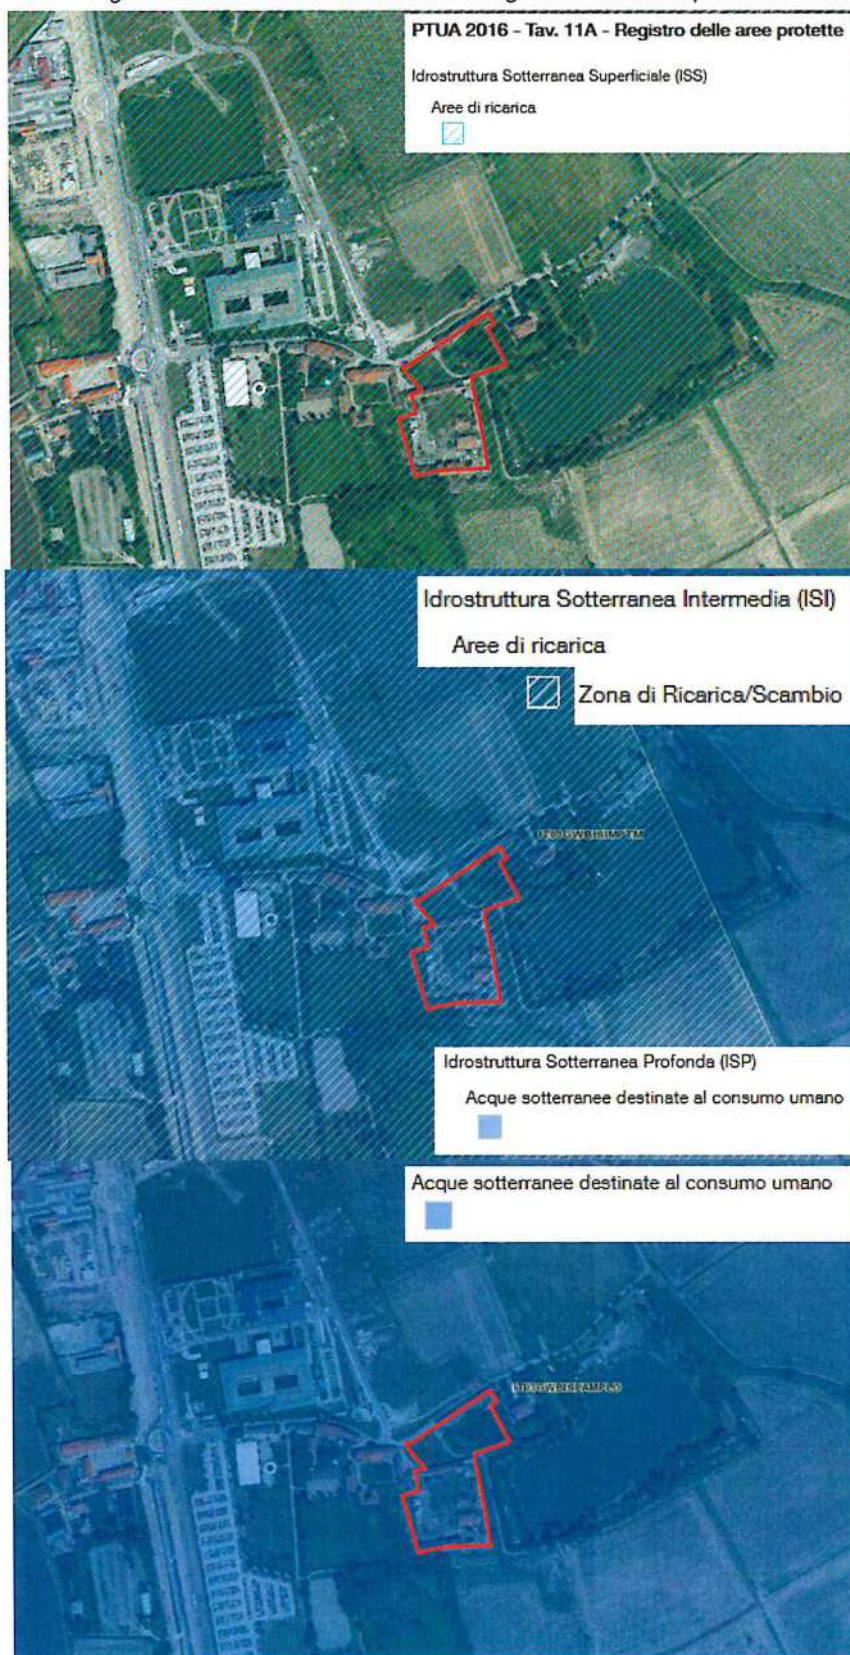 PTUA 2016 - Tav. 11A - Registro delle aree protette
Idrostruttura Sotterranea Superficiale (ISS)
Aree di ricarica
Idrostruttura Sotterranea Intermedia (ISI)
Aree di ricarica
Zona di Ricarica/Scambio
Idrostruttura Sotterranea Profonda (ISP)
Acque sotterranee destinate al consumo umano
Acque sotterranee destinate al consumo umano